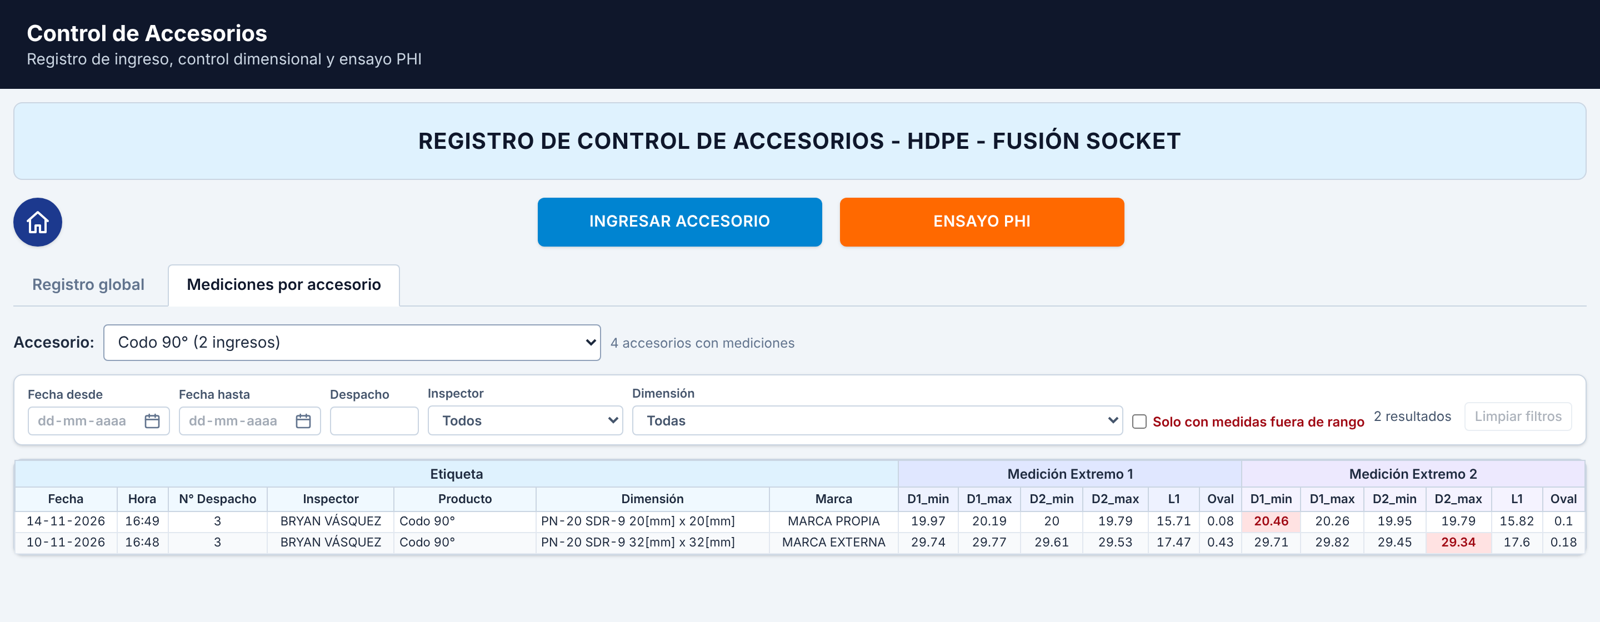 Control de Accesorios
Registro de ingreso, control dimensional y ensayo PHI
REGISTRO DE CONTROL DE ACCESORIOS - HDPE - FUSIÓN SOCKET
INGRESAR ACCESORIO ENSAYO PHI
Registro global Mediciones por accesorio
Accesorio: Codo 90° (2 ingresos) 4 accesorios con mediciones
Fecha desde Fecha hasta Despacho Inspector Dimensión
dd-mm-aaaa dd-mm-aaaa Todos Todas Solo con medidas fuera de rango 2 resultados Limpiar filtros
Etiqueta Medición Extremo 1 Medición Extremo 2
Fecha Hora N° Despacho Inspector Producto Dimensión Marca D1_min D1_max D2_min D2_max L1 Oval D1_min D1_max D2_min D2_max L1 Oval
14-11-2026 16:49 3 BRYAN VÁSQUEZ Codo 90° PN-20 SDR-9 20[mm] x 20[mm] MARCA PROPIA 19.97 20.19 20 19.79 15.71 0.08 20.46 20.26 19.95 19.79 15.82 0.1
10-11-2026 16:48 3 BRYAN VÁSQUEZ Codo 90° PN-20 SDR-9 32[mm] x 32[mm] MARCA EXTERNA 29.74 29.77 29.61 29.53 17.47 0.43 29.71 29.82 29.45 29.34 17.6 0.18